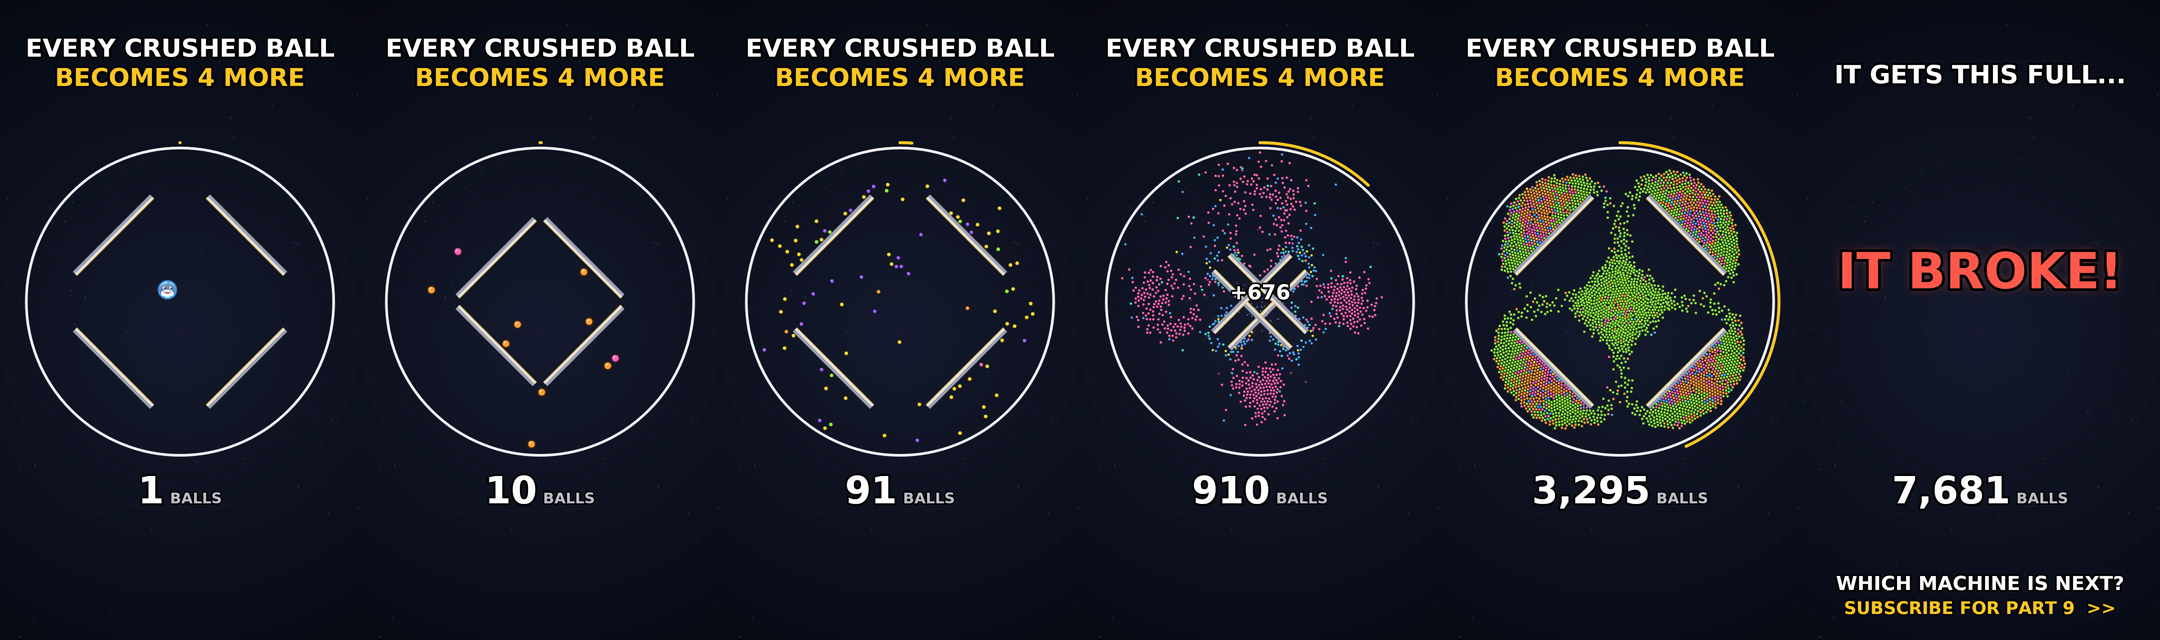 EVERY CRUSHED BALL
BECOMES 4 MORE
1 BALLS
EVERY CRUSHED BALL
BECOMES 4 MORE
10 BALLS
EVERY CRUSHED BALL
BECOMES 4 MORE
91 BALLS
EVERY CRUSHED BALL
BECOMES 4 MORE
+676
910 BALLS
EVERY CRUSHED BALL
BECOMES 4 MORE
3,295 BALLS
IT GETS THIS FULL...
IT BROKE!
7,681 BALLS
WHICH MACHINE IS NEXT?
SUBSCRIBE FOR PART 9 >>